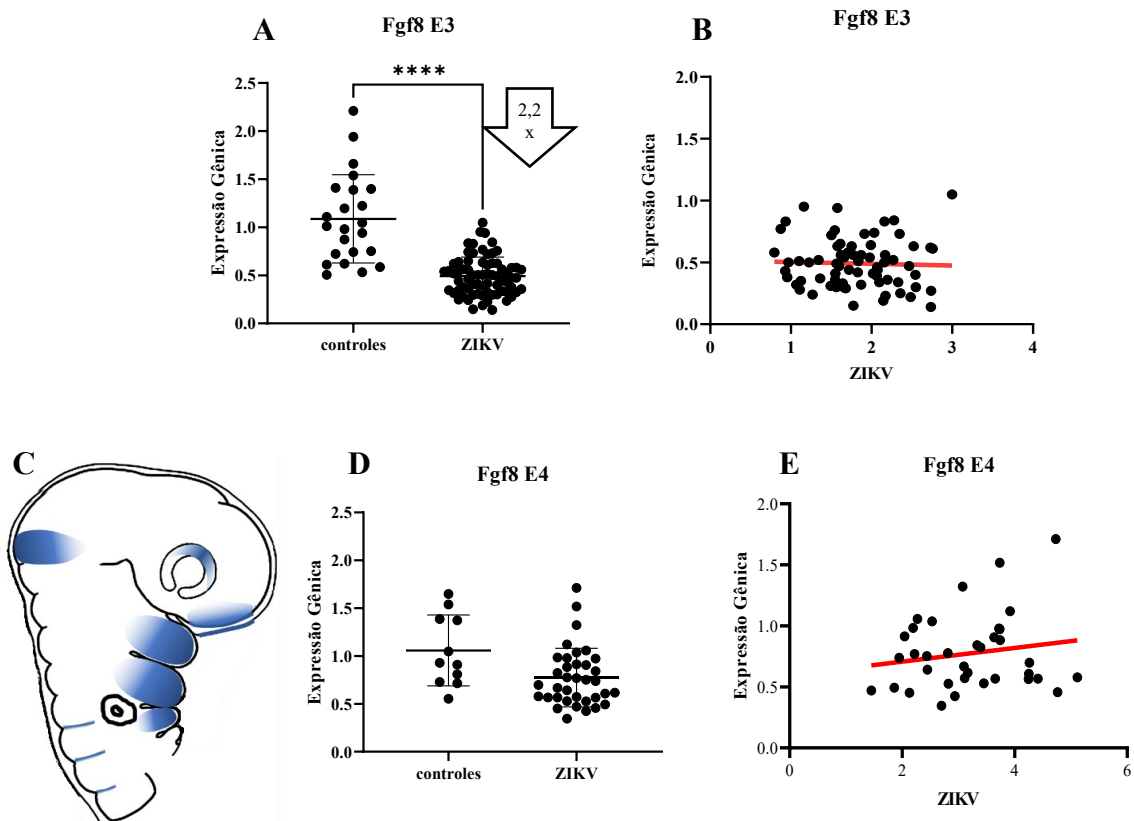 A
Fgf8 E3
Expressão Gênica
2.5
2.0
1.5
1.0
0.5
0.0
****
2,2
x
controles
ZIKV
B
Fgf8 E3
Expressão Gênica
2.0
1.5
1.0
0.5
0.0
0
1
2
3
4
ZIKV
C
D
Fgf8 E4
Expressão Gênica
2.5
2.0
1.5
1.0
0.5
0.0
controles
ZIKV
E
Fgf8 E4
Expressão Gênica
2.0
1.5
1.0
0.5
0.0
0
2
4
6
ZIKV